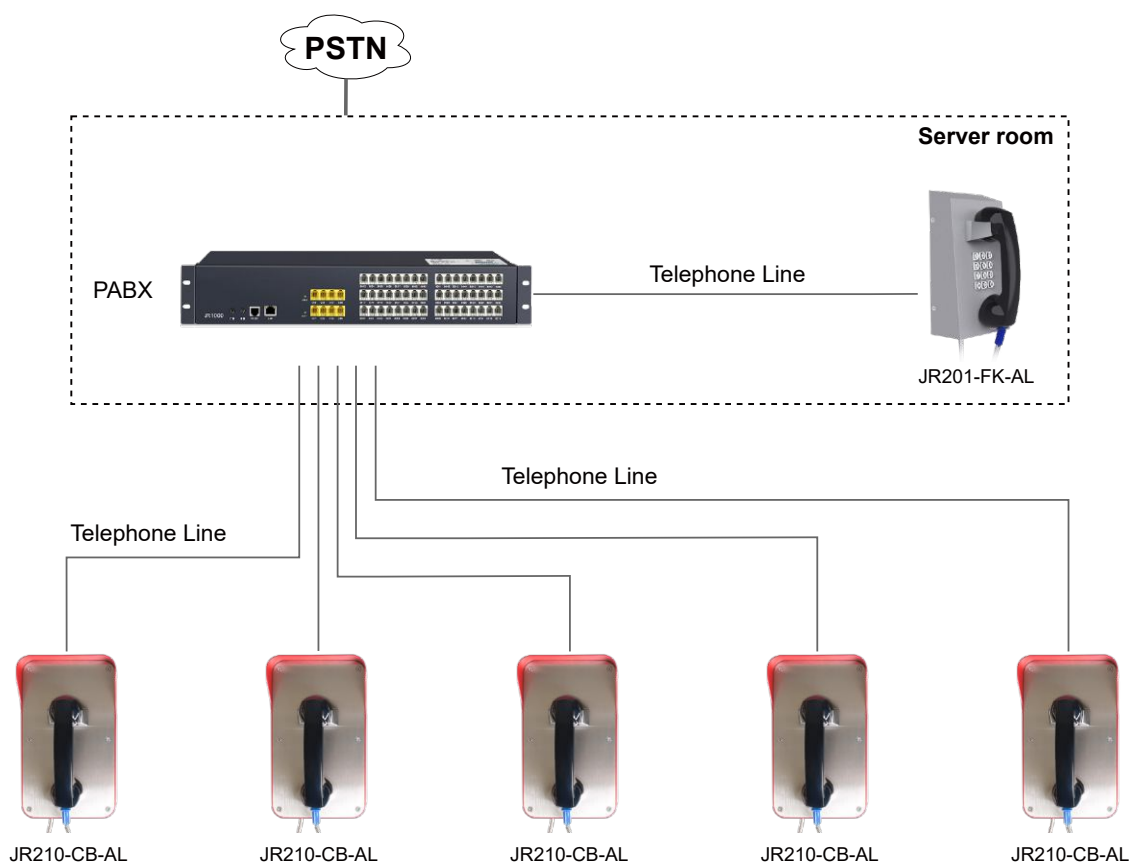 PSTN
Server room
PABX
Telephone Line
JR201-FK-AL
Telephone Line
Telephone Line
JR210-CB-AL
JR210-CB-AL
JR210-CB-AL
JR210-CB-AL
JR210-CB-AL